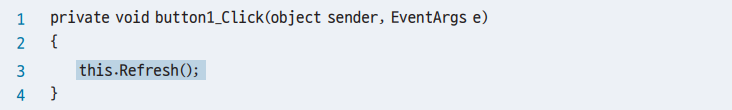 1 private void button1_Click(object sender, EventArgs e)
2 {
3 this.Refresh();
4 }